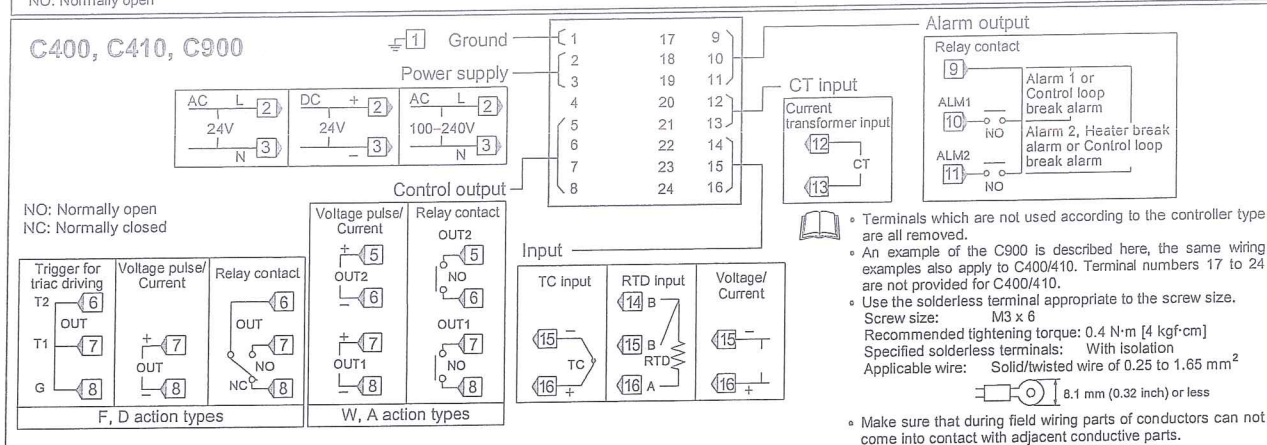 NO: Normally open
C400, C410, C900
1 Ground
Power supply
AC L 2
24V
N 3
DC + 2
24V
− 3
AC L 2
100–240V
N 3
1 17 9
2 18 10
3 19 11
4 20 12
5 21 13
6 22 14
7 23 15
8 24 16
Alarm output
Relay contact
9
ALM1
10
NO
Alarm 1 or
Control loop
break alarm
ALM2
11
NO
Alarm 2, Heater break
alarm or Control loop
break alarm
CT input
Current
transformer input
12
CT
13
Control output
NO: Normally open
NC: Normally closed
Trigger for
triac driving
T2 6
OUT
T1 7
G 8
Voltage pulse/
Current
+ 7
OUT
− 8
Relay contact
6
OUT
7
NO
NC 8
F, D action types
Voltage pulse/
Current
+ 5
OUT2
− 6
+ 7
OUT1
− 8
Relay contact
OUT2
5
NO
6
OUT1
7
NO
8
W, A action types
Input
TC input
15 −
TC
16 +
RTD input
14 B
15 B
RTD
16 A
Voltage/
Current
15 −
16 +
∘ Terminals which are not used according to the controller type
are all removed.
∘ An example of the C900 is described here, the same wiring
examples also apply to C400/410. Terminal numbers 17 to 24
are not provided for C400/410.
∘ Use the solderless terminal appropriate to the screw size.
Screw size: M3 x 6
Recommended tightening torque: 0.4 N·m [4 kgf·cm]
Specified solderless terminals: With isolation
Applicable wire: Solid/twisted wire of 0.25 to 1.65 mm²
8.1 mm (0.32 inch) or less
∘ Make sure that during field wiring parts of conductors can not
come into contact with adjacent conductive parts.